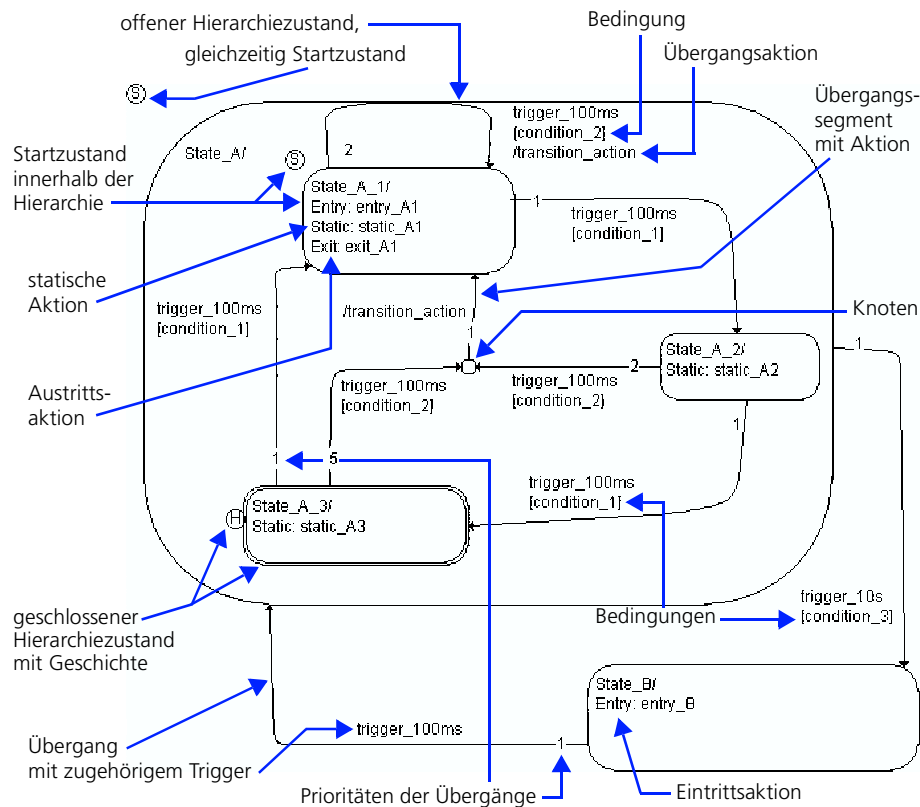 offener Hierarchiezustand,
gleichzeitig Startzustand
Bedingung
Übergangsaktion
Übergangs-
segment
mit Aktion
S
trigger_100ms
[condition_2]
/transition_action
State_A/
2
S
Startzustand
innerhalb der
Hierarchie
State_A_1/
Entry: entry_A1
Static: static_A1
Exit: exit_A1
1
trigger_100ms
[condition_1]
statische
Aktion
trigger_100ms
[condition_1]
/transition_action
1
Knoten
State_A_2/
Static: static_A2
1
2
trigger_100ms
[condition_2]
trigger_100ms
[condition_2]
Austritts-
aktion
1
1
5
trigger_100ms
[condition_1]
State_A_3/
Static: static_A3
H
geschlossener
Hierarchiezustand
mit Geschichte
Bedingungen
trigger_10s
[condition_3]
State_B/
Entry: entry_B
trigger_100ms
1
Übergang
mit zugehörigem Trigger
Prioritäten der Übergänge
Eintrittsaktion